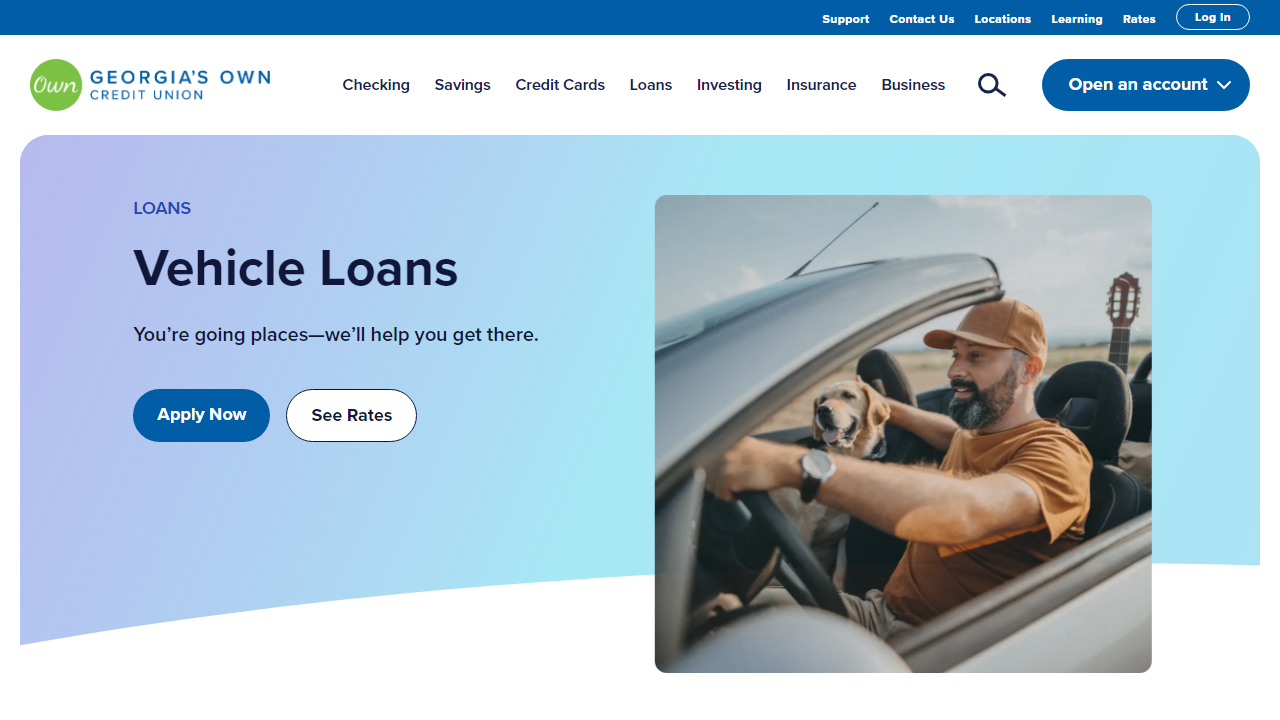 Support Contact Us Locations Learning Rates Log In
Own GEORGIA'S OWN
CREDIT UNION
Checking Savings Credit Cards Loans Investing Insurance Business
Open an account
LOANS
Vehicle Loans
You’re going places—we’ll help you get there.
Apply Now See Rates